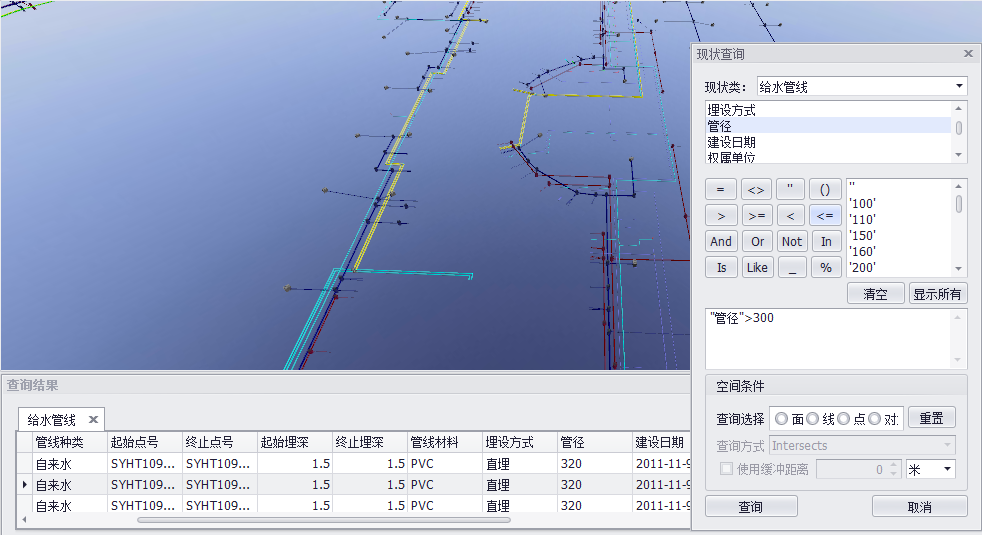 现状查询
现状类: 给水管线
埋设方式
管径
建设日期
权属单位
= <> " ()
> >= < <=
And Or Not In
Is Like _ %
''
'100'
'110'
'150'
'160'
'200'
清空 显示所有
"管径">300
空间条件
查询选择 面 线 点 对 重置
查询方式 Intersects
使用缓冲距离 0 米
查询 取消
查询结果
给水管线
管线种类 起始点号 终止点号 起始埋深 终止埋深 管线材料 埋设方式 管径 建设日期
自来水 SYHT109... SYHT109... 1.5 1.5 PVC 直埋 320 2011-11-9
自来水 SYHT109... SYHT109... 1.5 1.5 PVC 直埋 320 2011-11-9
自来水 SYHT109... SYHT109... 1.5 1.5 PVC 直埋 320 2011-11-9